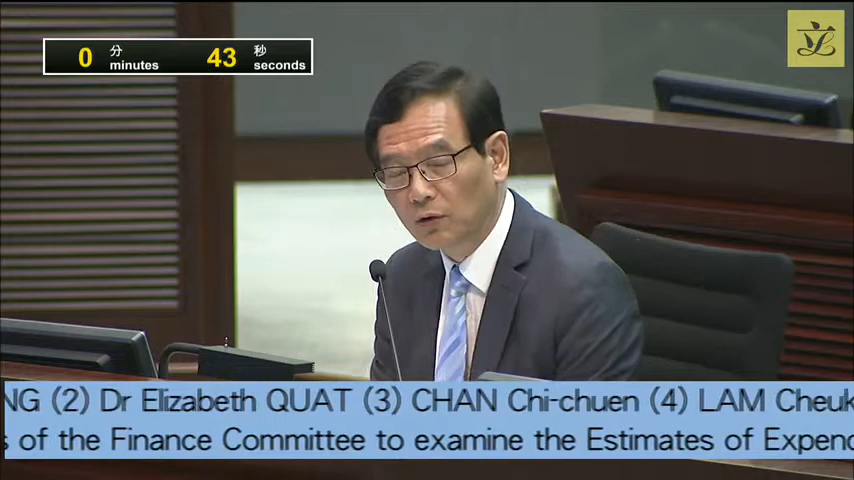 0 分 minutes 43 秒 seconds
NG (2) Dr Elizabeth QUAT (3) CHAN Chi-chuen (4) LAM Cheuk
s of the Finance Committee to examine the Estimates of Expend